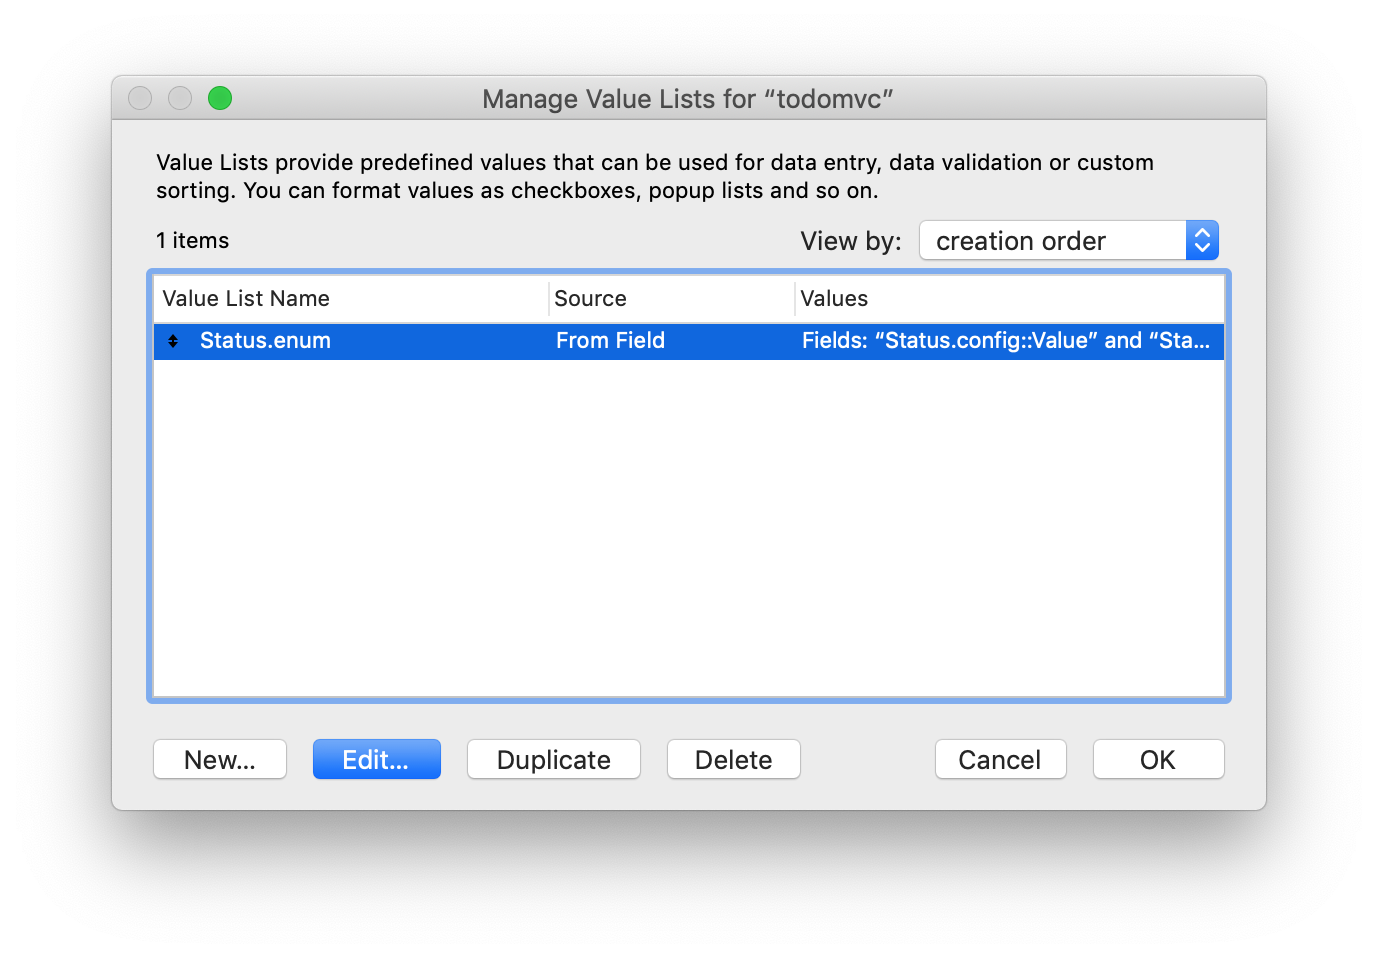 Manage Value Lists for “todomvc”
Value Lists provide predefined values that can be used for data entry, data validation or custom
sorting. You can format values as checkboxes, popup lists and so on.
1 items
View by: creation order
Value List Name Source Values
Status.enum From Field Fields: “Status.config::Value” and “Sta...
New... Edit... Duplicate Delete Cancel OK